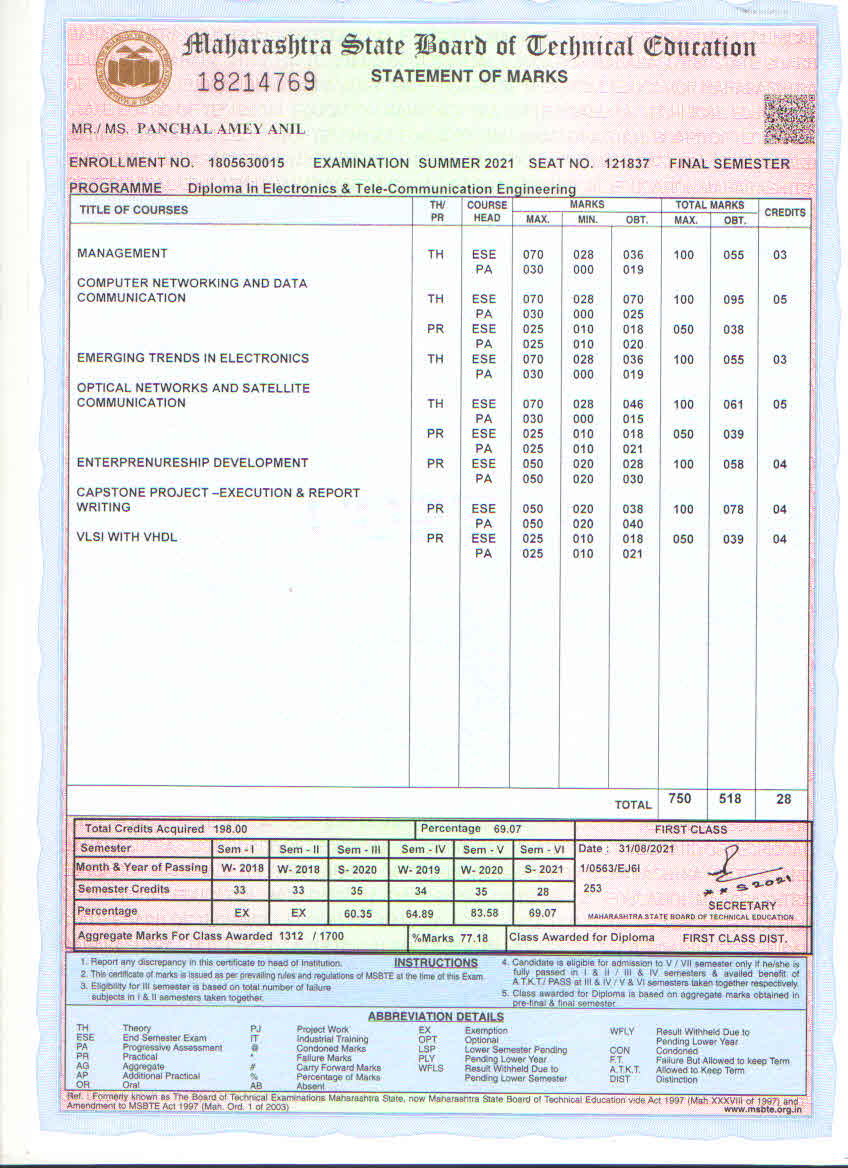 Maharashtra State Board of Technical Education
18214769
STATEMENT OF MARKS
MR./ MS. PANCHAL AMEY ANIL
ENROLLMENT NO. 1805630015 EXAMINATION SUMMER 2021 SEAT NO. 121837 FINAL SEMESTER
PROGRAMME Diploma In Electronics & Tele-Communication Engineering
TITLE OF COURSES TH/ PR COURSE HEAD MARKS MAX. MIN. OBT. TOTAL MARKS MAX. OBT. CREDITS
MANAGEMENT TH ESE 070 028 036 100 055 03
PA 030 000 019
COMPUTER NETWORKING AND DATA
COMMUNICATION TH ESE 070 028 070 100 095 05
PA 030 000 025
PR ESE 025 010 018 050 038
PA 025 010 020
EMERGING TRENDS IN ELECTRONICS TH ESE 070 028 036 100 055 03
PA 030 000 019
OPTICAL NETWORKS AND SATELLITE
COMMUNICATION TH ESE 070 028 046 100 061 05
PA 030 000 015
PR ESE 025 010 018 050 039
PA 025 010 021
ENTERPRENURESHIP DEVELOPMENT PR ESE 050 020 028 100 058 04
PA 050 020 030
CAPSTONE PROJECT –EXECUTION & REPORT
WRITING PR ESE 050 020 038 100 078 04
PA 050 020 040
VLSI WITH VHDL PR ESE 025 010 018 050 039 04
PA 025 010 021
TOTAL 750 518 28
Total Credits Acquired 198.00 Percentage 69.07 FIRST CLASS
Semester Sem - I Sem - II Sem - III Sem - IV Sem - V Sem - VI Date : 31/08/2021
Month & Year of Passing W- 2018 W- 2018 S- 2020 W- 2019 W- 2020 S- 2021 1/0563/EJ6I
Semester Credits 33 33 35 34 35 28 253
Percentage EX EX 60.35 64.89 83.58 69.07
SECRETARY
MAHARASHTRA STATE BOARD OF TECHNICAL EDUCATION
Aggregate Marks For Class Awarded 1312 / 1700 %Marks 77.18 Class Awarded for Diploma FIRST CLASS DIST.
INSTRUCTIONS
1. Report any discrepancy in this certificate to head of Institution.
2. This certificate of marks is issued as per prevailing rules and regulations of MSBTE at the time of this Exam.
3. Eligibility for III semester is based on total number of failure
subjects in I & II semesters taken together.
4. Candidate is eligible for admission to V / VII semester only if he/she is
fully passed in I & II / III & IV semesters & availed benefit of
A.T.K.T./ PASS at III & IV / V & VI semesters taken together respectively.
5. Class awarded for Diploma is based on aggregate marks obtained in
pre-final & final semester.
ABBREVIATION DETAILS
TH Theory PJ Project Work EX Exemption WFLY Result Withheld Due to
ESE End Semester Exam IT Industrial Training OPT Optional Pending Lower Year
PA Progressive Assessment @ Condoned Marks LSP Lower Semester Pending CON Condoned
PR Practical * Failure Marks PLY Pending Lower Year F.T. Failure But Allowed to keep Term
AG Aggregate # Carry Forward Marks WFLS Result Withheld Due to A.T.K.T. Allowed to Keep Term
AP Additional Practical % Percentage of Marks Pending Lower Semester DIST Distinction
OR Oral AB Absent
Ref. : Formerly known as The Board of Technical Examinations Maharashtra State, now Maharashtra State Board of Technical Education vide Act 1997 (Mah XXXVIII of 1997) and
Amendment to MSBTE Act 1997 (Mah. Ord. 1 of 2003) www.msbte.org.in